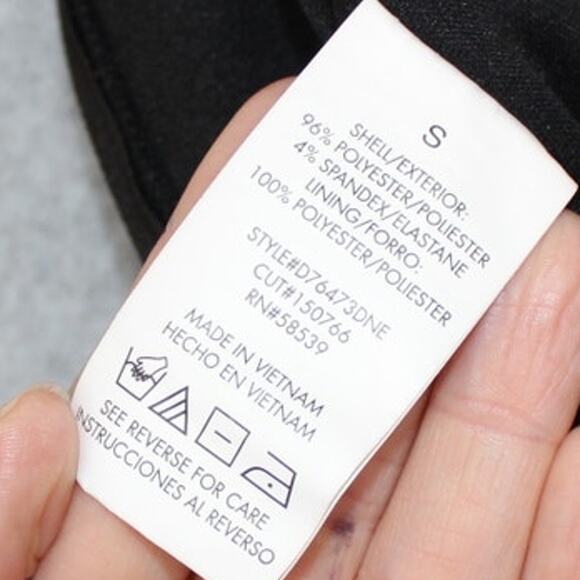 S
SHELL/EXTERIOR:
96% POLYESTER/POLIESTER
4% SPANDEX/ELASTANE
LINING/FORRO:
100% POLYESTER/POLIESTER
STYLE#D76473DNE
CUT#150766
RN#58539
MADE IN VIETNAM
HECHO EN VIETNAM
SEE REVERSE FOR CARE
INSTRUCCIONES AL REVERSO